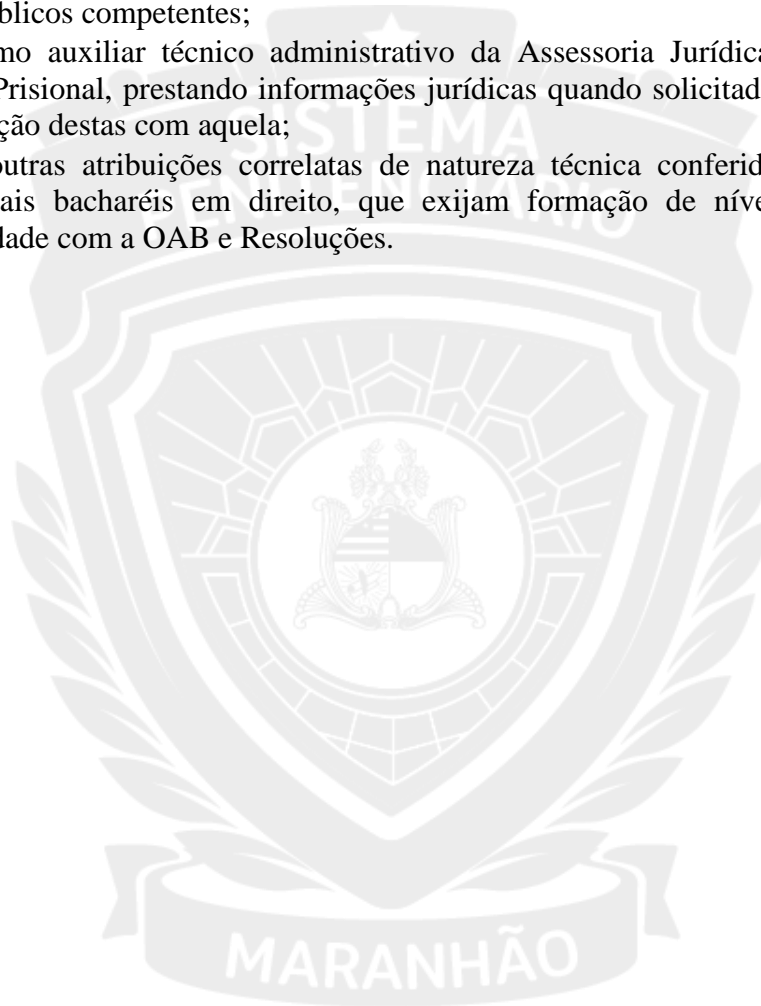 blicos competentes;
mo auxiliar técnico administrativo da Assessoria Jurídica
Prisional, prestando informações jurídicas quando solicitad
ção destas com aquela;
outras atribuições correlatas de natureza técnica conferid
ais bacharéis em direito, que exijam formação de níve
dade com a OAB e Resoluções.
SISTEMA
PENITENCIÁRIO
MARANHÃO